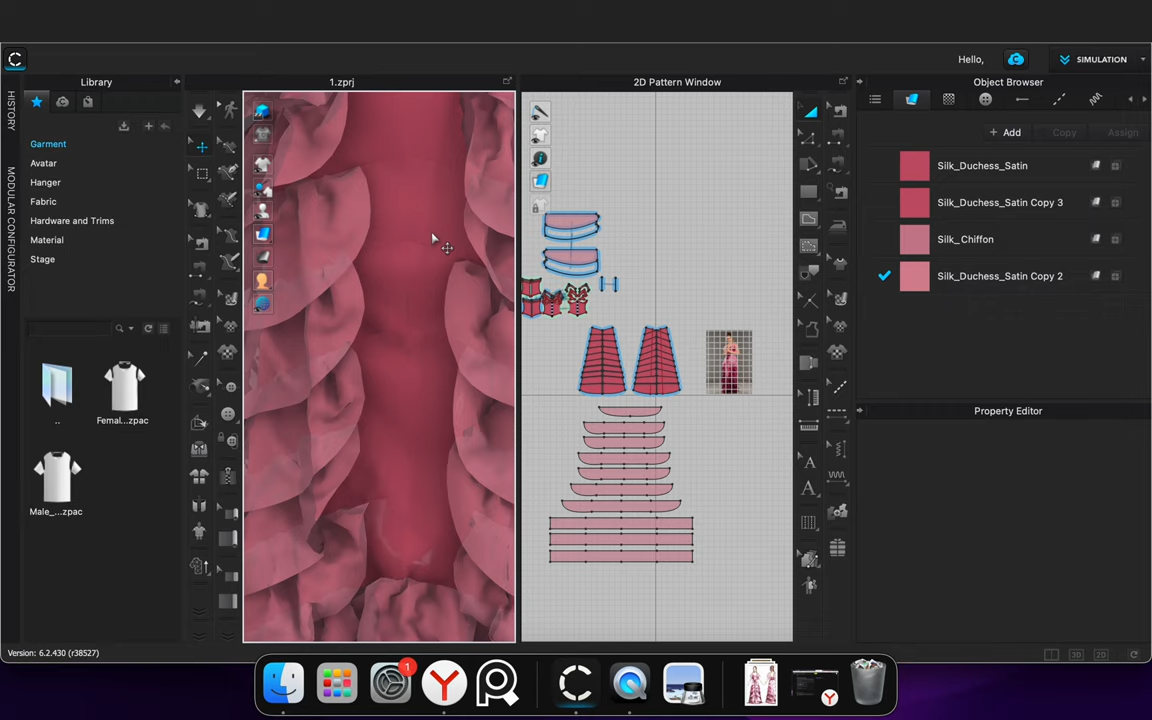 Hello,
SIMULATION
Library
1.zprj
2D Pattern Window
Object Browser
HISTORY
MODULAR CONFIGURATOR
Garment
Avatar
Hanger
Fabric
Hardware and Trims
Material
Stage
..
Femal...zpac
Male_...zpac
+ Add
Copy
Assign
Silk_Duchess_Satin
Silk_Duchess_Satin Copy 3
Silk_Chiffon
Silk_Duchess_Satin Copy 2
Property Editor
A
A
Version: 6.2.430 (r38527)
3D
2D
1